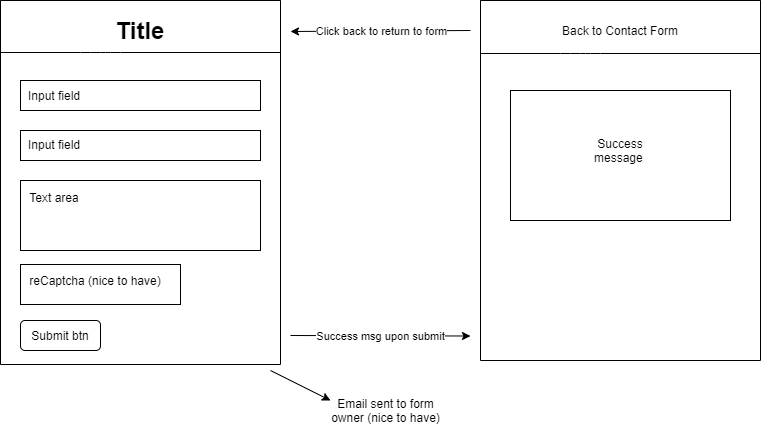 Title
Input field
Input field
Text area
reCaptcha (nice to have)
Submit btn
Click back to return to form
Success msg upon submit
Email sent to form
owner (nice to have)
Back to Contact Form
Success
message